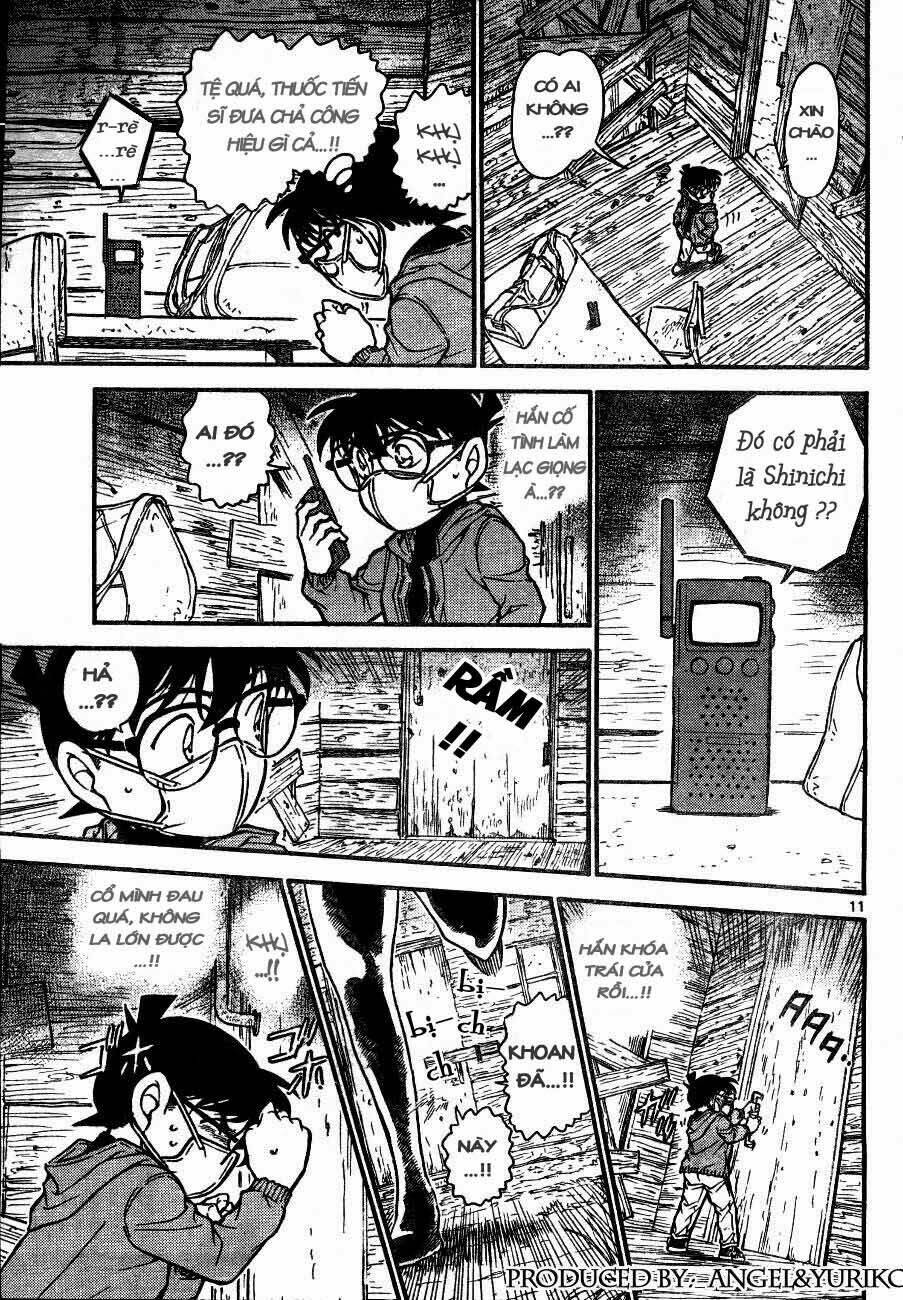 XIN
CHÀO
...
CÓ AI
KHÔNG
...??
KHỤ
KHỤ
...
TỆ QUÁ, THUỐC TIẾN
SĨ ĐƯA CHẢ CÔNG
HIỆU GÌ CẢ...!!
r-rè
...rè
Đó có phải
là Shinichi
không ??
HẮN CỐ
TÌNH LÀM
LẠC GIỌNG
À...??
AI ĐÓ
...??
RẦM
!!
HẢ
...??
11
HẮN KHÓA
TRÁI CỬA
RỒI...!!
KHOAN
ĐÃ...!!
NÀY
...!!
bị
ch
bị
ch
KHỤ
...!!
CỔ MÌNH ĐAU
QUÁ, KHÔNG
LA LỚN ĐƯỢC
...!!
PRODUCED BY: ANGEL&YURIKO